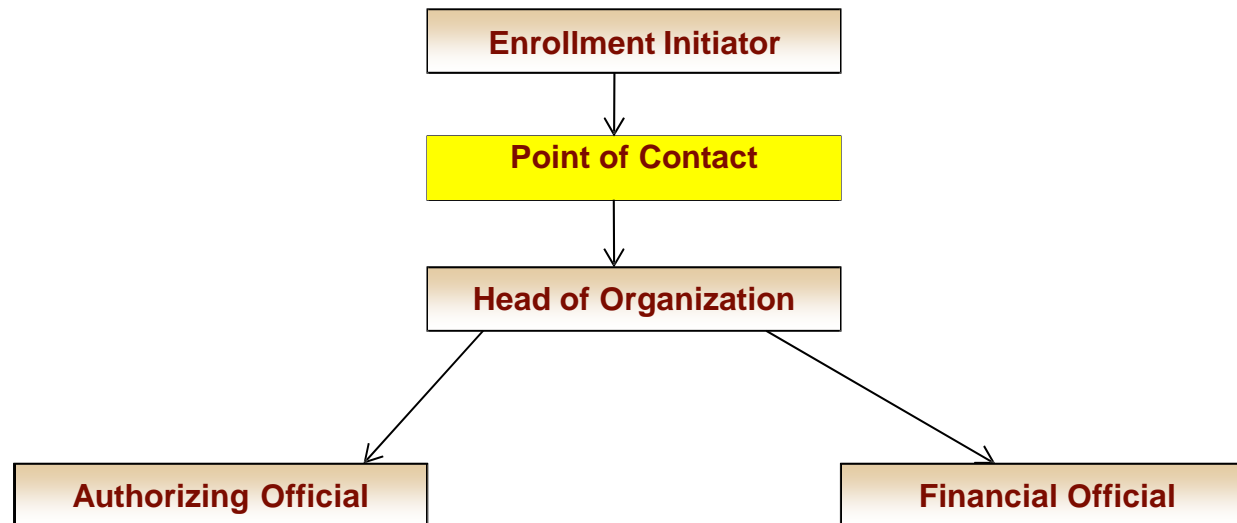 Enrollment Initiator
Point of Contact
Head of Organization
Authorizing Official
Financial Official